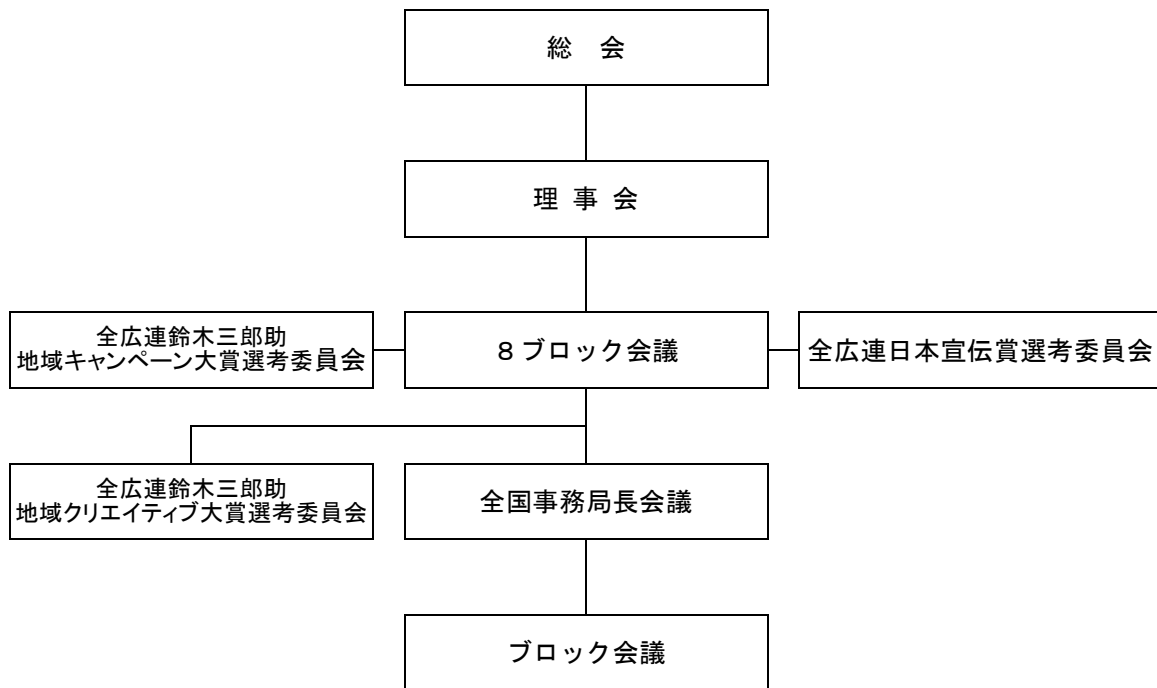 総　会
理 事 会
全広連鈴木三郎助
地域キャンペーン大賞選考委員会
８ブロック会議
全広連日本宣伝賞選考委員会
全広連鈴木三郎助
地域クリエイティブ大賞選考委員会
全国事務局長会議
ブロック会議